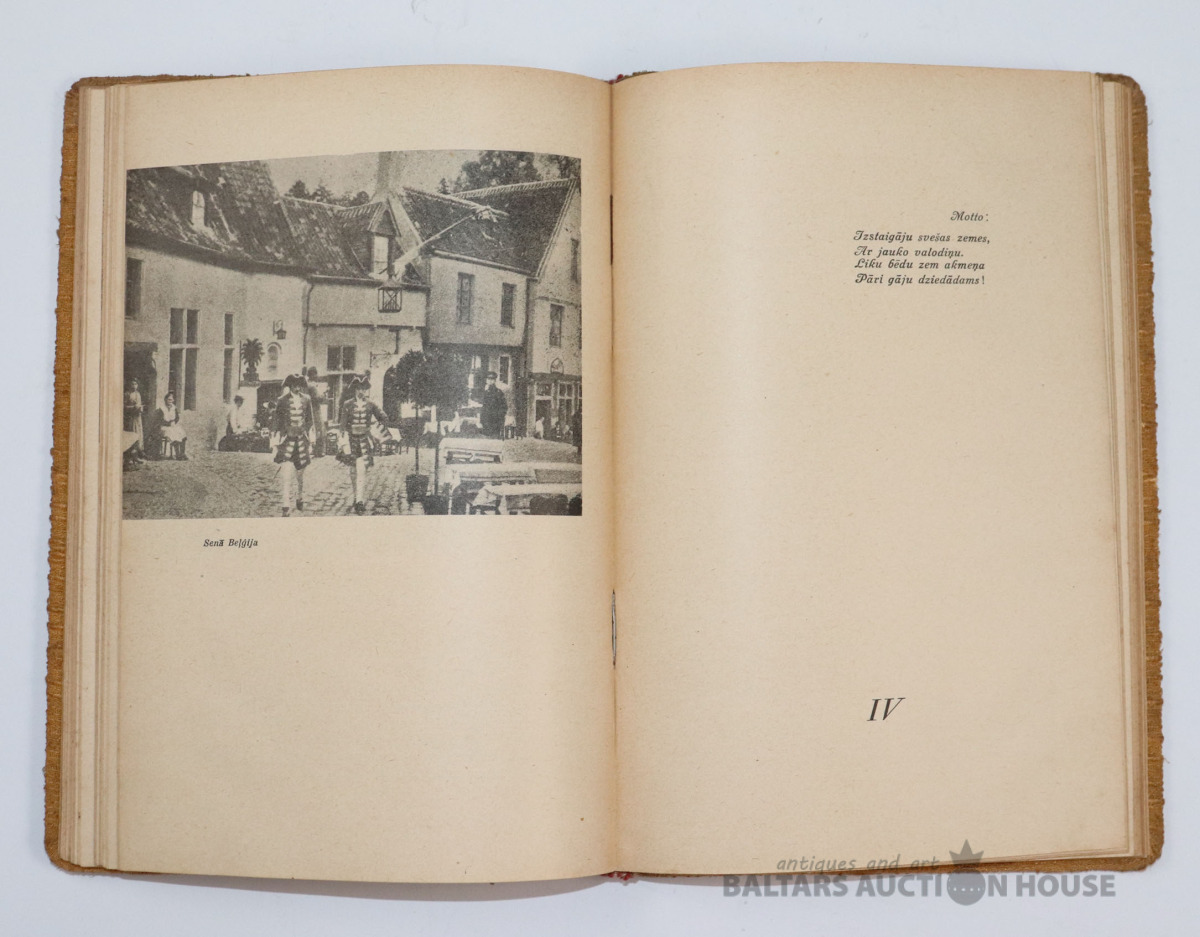 Senā Beļģija
Motto:
Izstaigāju svešas zemes,
Ar jauko valodiņu.
Liku bēdu zem akmeņa
Pāri gāju dziedādams!
IV
antiques and art
BALTARS AUCTION HOUSE